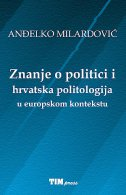 ANĐELKO MILARDOVIĆ
Znanje o politici i
hrvatska politologija
u europskom kontekstu
TIM press